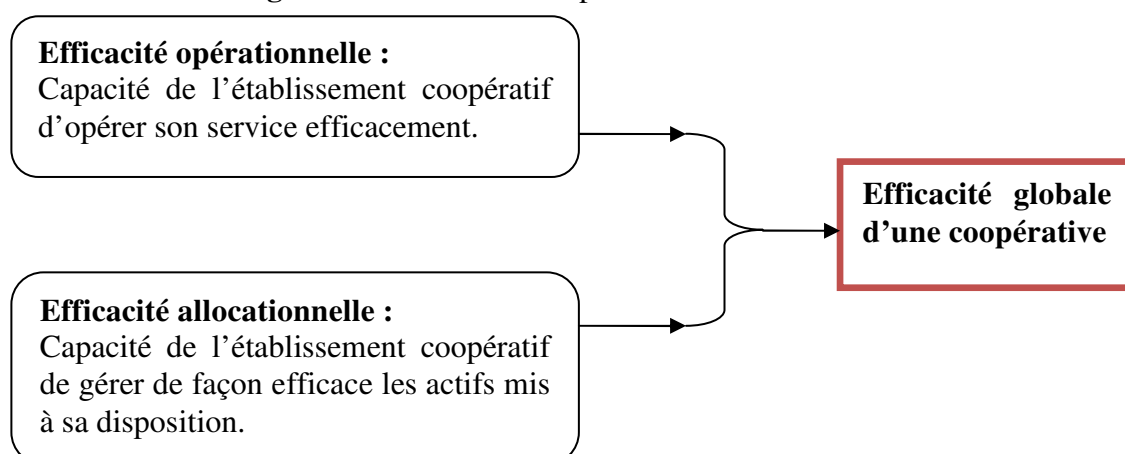 Efficacité opérationnelle :
Capacité de l’établissement coopératif
d’opérer son service efficacement.
Efficacité globale
d’une coopérative
Efficacité allocationnelle :
Capacité de l’établissement coopératif
de gérer de façon efficace les actifs mis
à sa disposition.